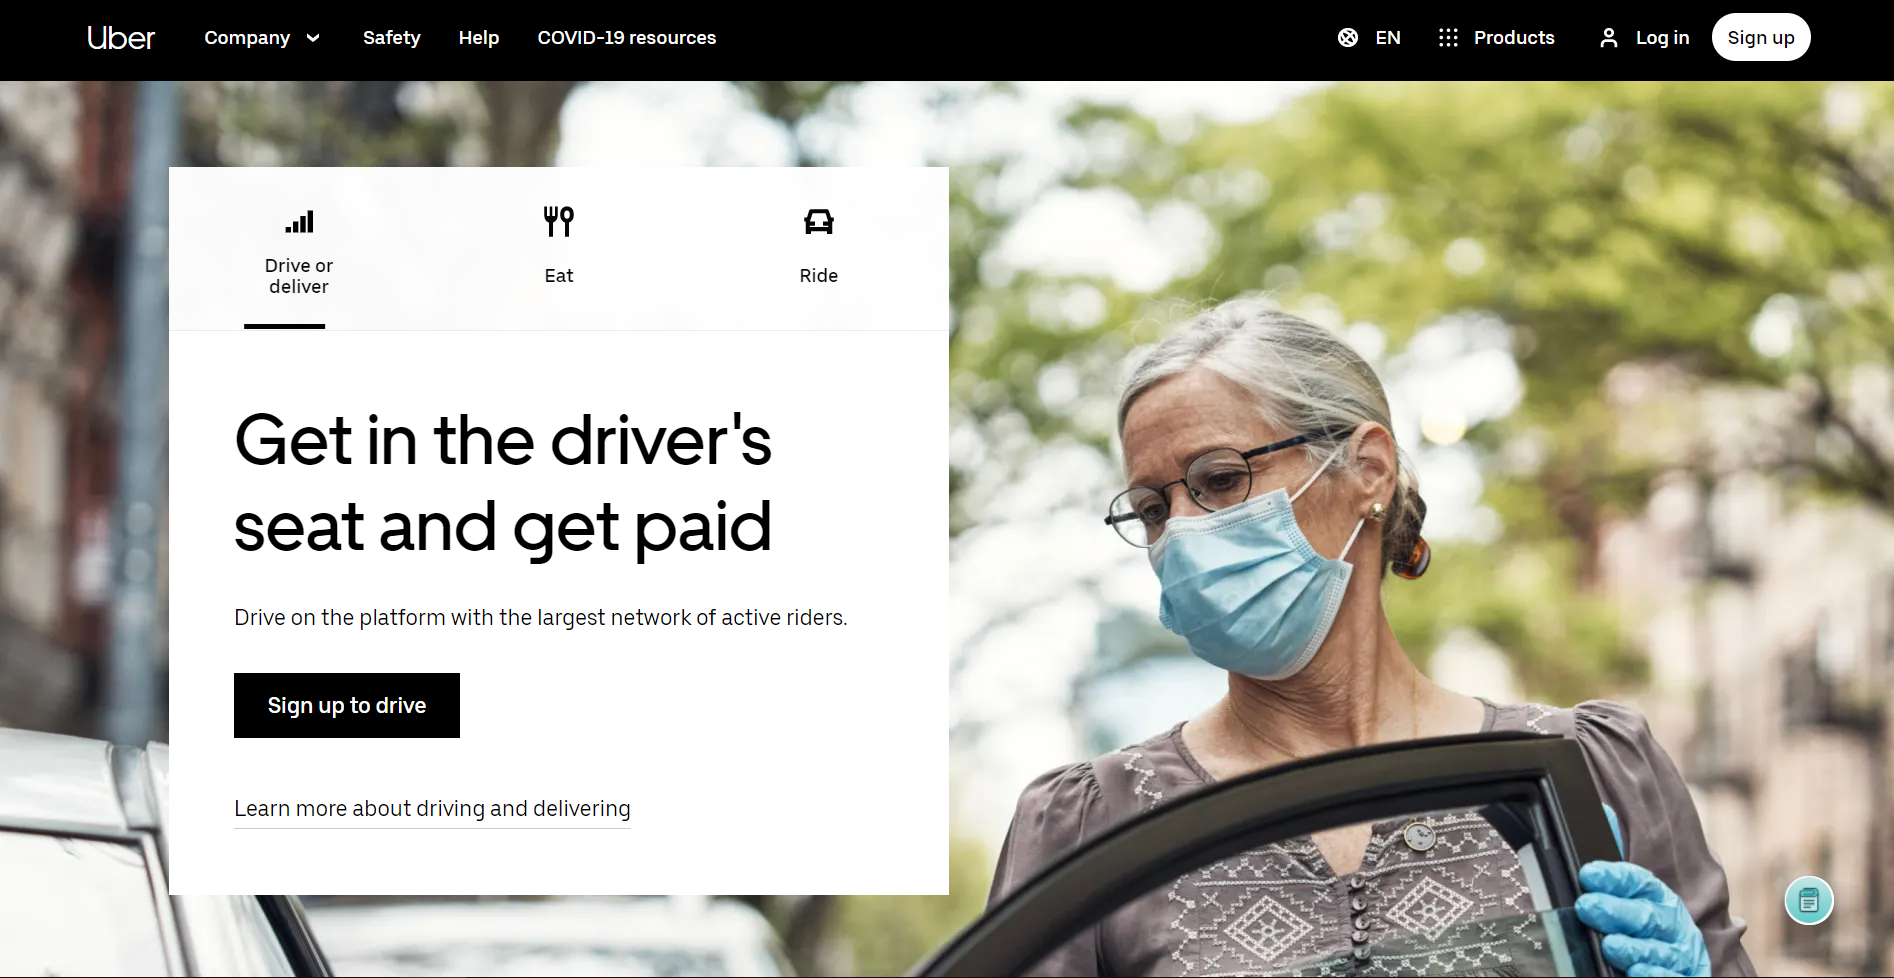 Uber
Company
Safety
Help
COVID-19 resources
EN
Products
Log in
Sign up
Drive or
deliver
Eat
Ride
Get in the driver's
seat and get paid
Drive on the platform with the largest network of active riders.
Sign up to drive
Learn more about driving and delivering